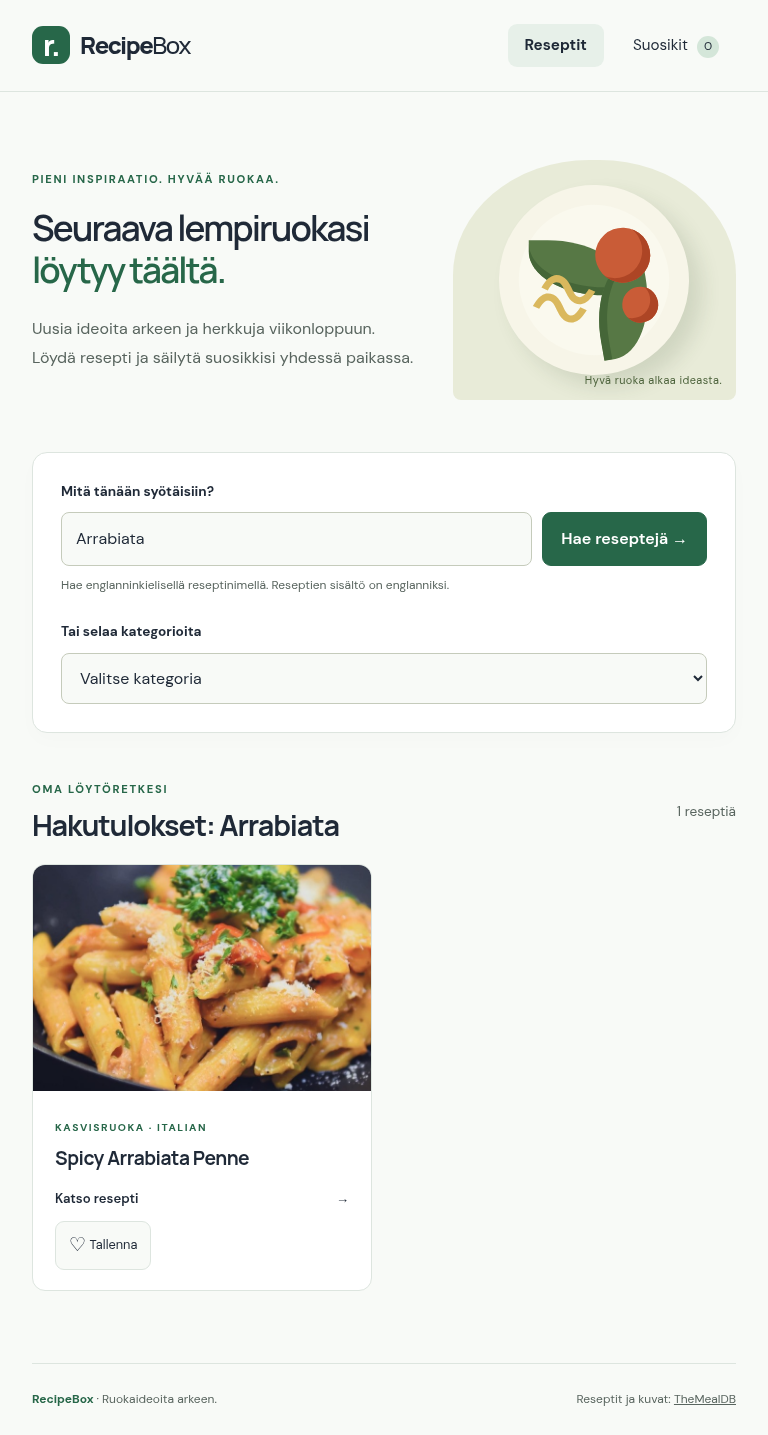 r. RecipeBox
Reseptit
Suosikit 0
PIENI INSPIRAATIO. HYVÄÄ RUOKAA.
Seuraava lempiruokasi
löytyy täältä.
Uusia ideoita arkeen ja herkkuja viikonloppuun.
Löydä resepti ja säilytä suosikkisi yhdessä paikassa.
Hyvä ruoka alkaa ideasta.
Mitä tänään syötäisiin?
Arrabiata
Hae reseptejä →
Hae englanninkielisellä reseptinimellä. Reseptien sisältö on englanniksi.
Tai selaa kategorioita
Valitse kategoria
OMA LÖYTÖRETKESI
Hakutulokset: Arrabiata
1 reseptiä
KASVISRUOKA · ITALIAN
Spicy Arrabiata Penne
Katso resepti →
♡ Tallenna
RecipeBox · Ruokaideoita arkeen.
Reseptit ja kuvat: TheMealDB